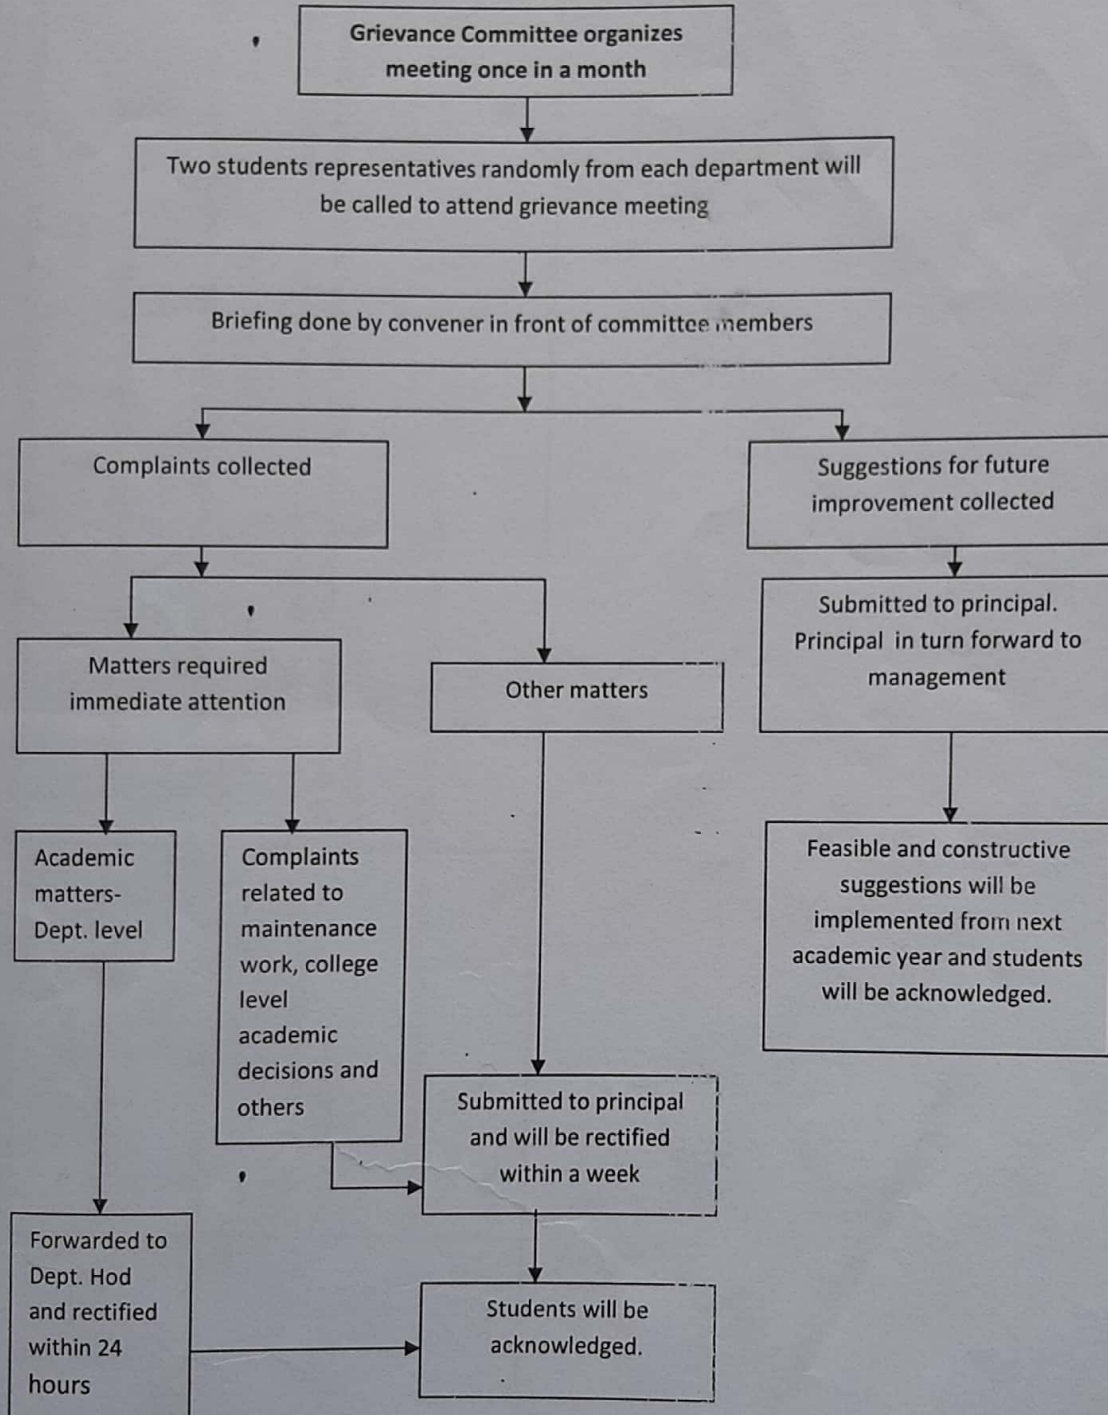 Grievance Committee organizes
meeting once in a month
Two students representatives randomly from each department will
be called to attend grievance meeting
Briefing done by convener in front of committee members
Complaints collected
Suggestions for future
improvement collected
Matters required
immediate attention
Other matters
Submitted to principal.
Principal in turn forward to
management
Academic
matters-
Dept. level
Complaints
related to
maintenance
work, college
level
academic
decisions and
others
Feasible and constructive
suggestions will be
implemented from next
academic year and students
will be acknowledged.
Submitted to principal
and will be rectified
within a week
Forwarded to
Dept. Hod
and rectified
within 24
hours
Students will be
acknowledged.